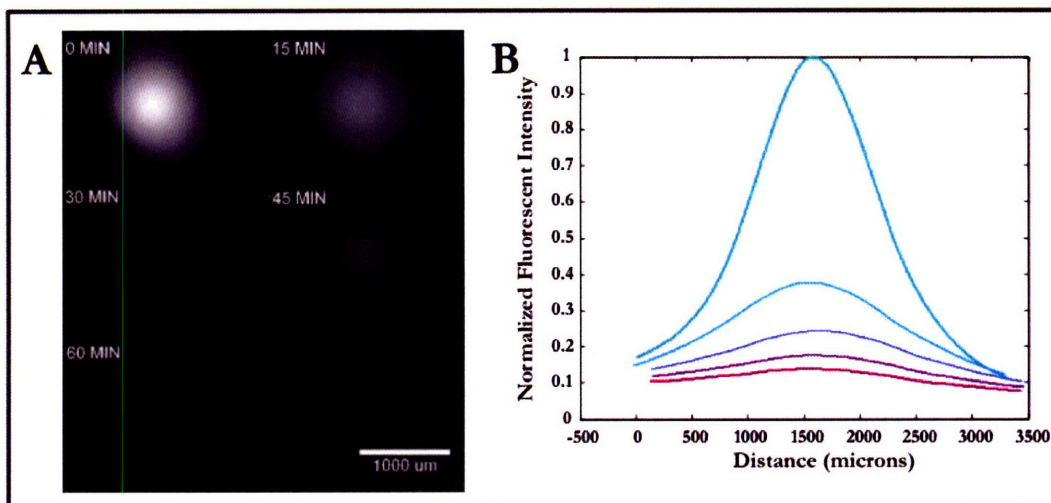 A
0 MIN
15 MIN
30 MIN
45 MIN
60 MIN
1000 um
B
Normalized Fluorescent Intensity
1
0.9
0.8
0.7
0.6
0.5
0.4
0.3
0.2
0.1
0
-500
0
500
1000
1500
2000
2500
3000
3500
Distance (microns)